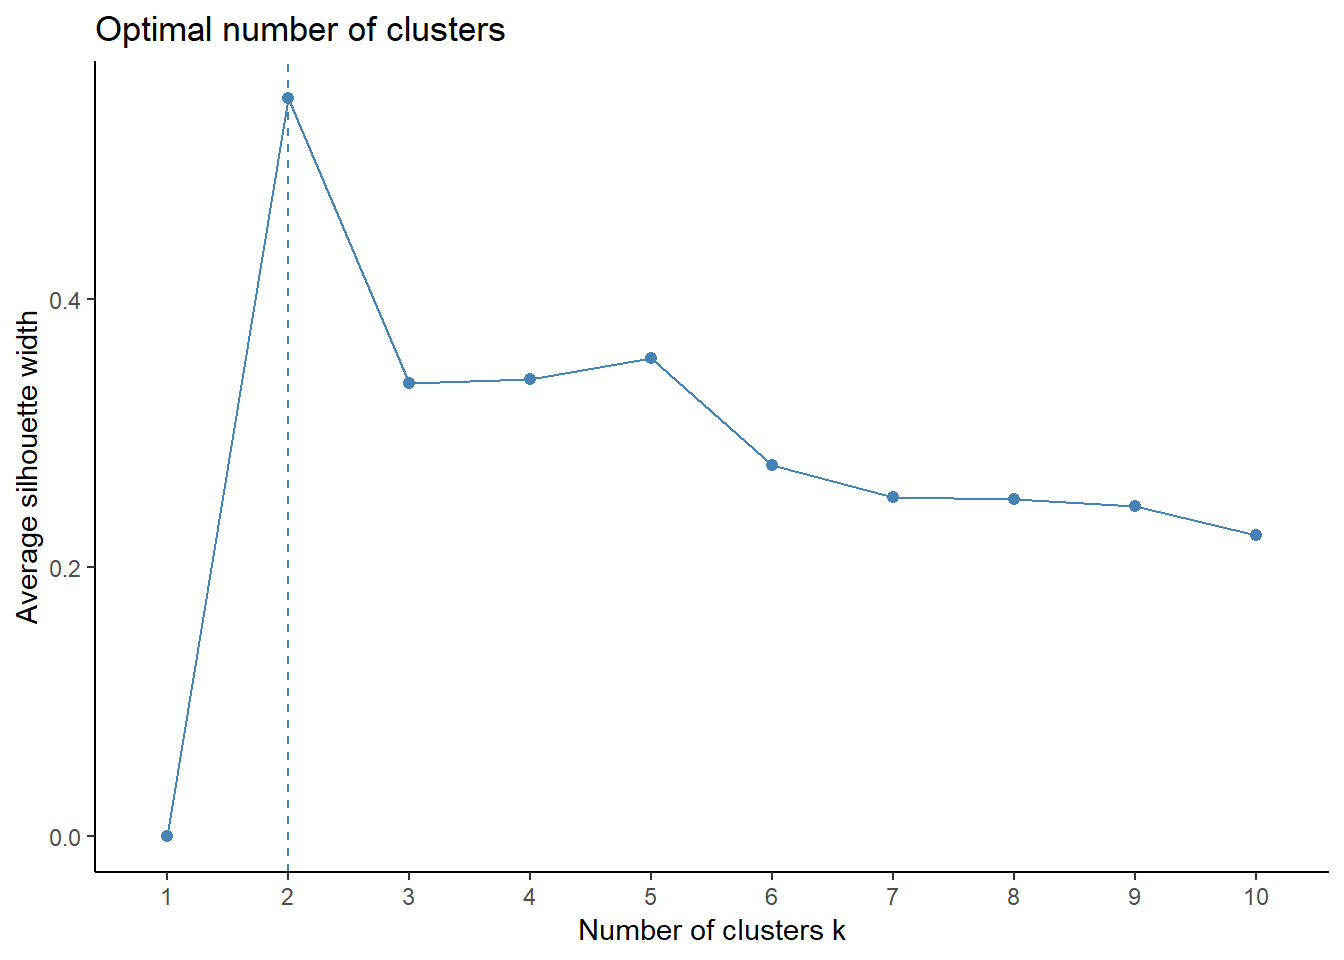 Optimal number of clusters
Average silhouette width
0.4
0.2
0.0
1 2 3 4 5 6 7 8 9 10
Number of clusters k